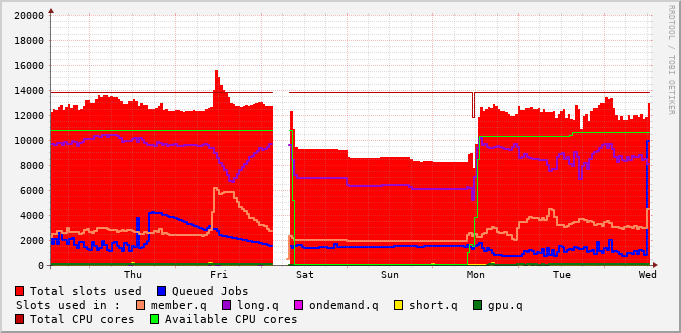 RRDTOOL / TOBI OETIKER
20000
18000
16000
14000
12000
10000
8000
6000
4000
2000
0
Thu Fri Sat Sun Mon Tue Wed
Total slots used Queued Jobs
Slots used in : member.q long.q ondemand.q short.q gpu.q
Total CPU cores Available CPU cores